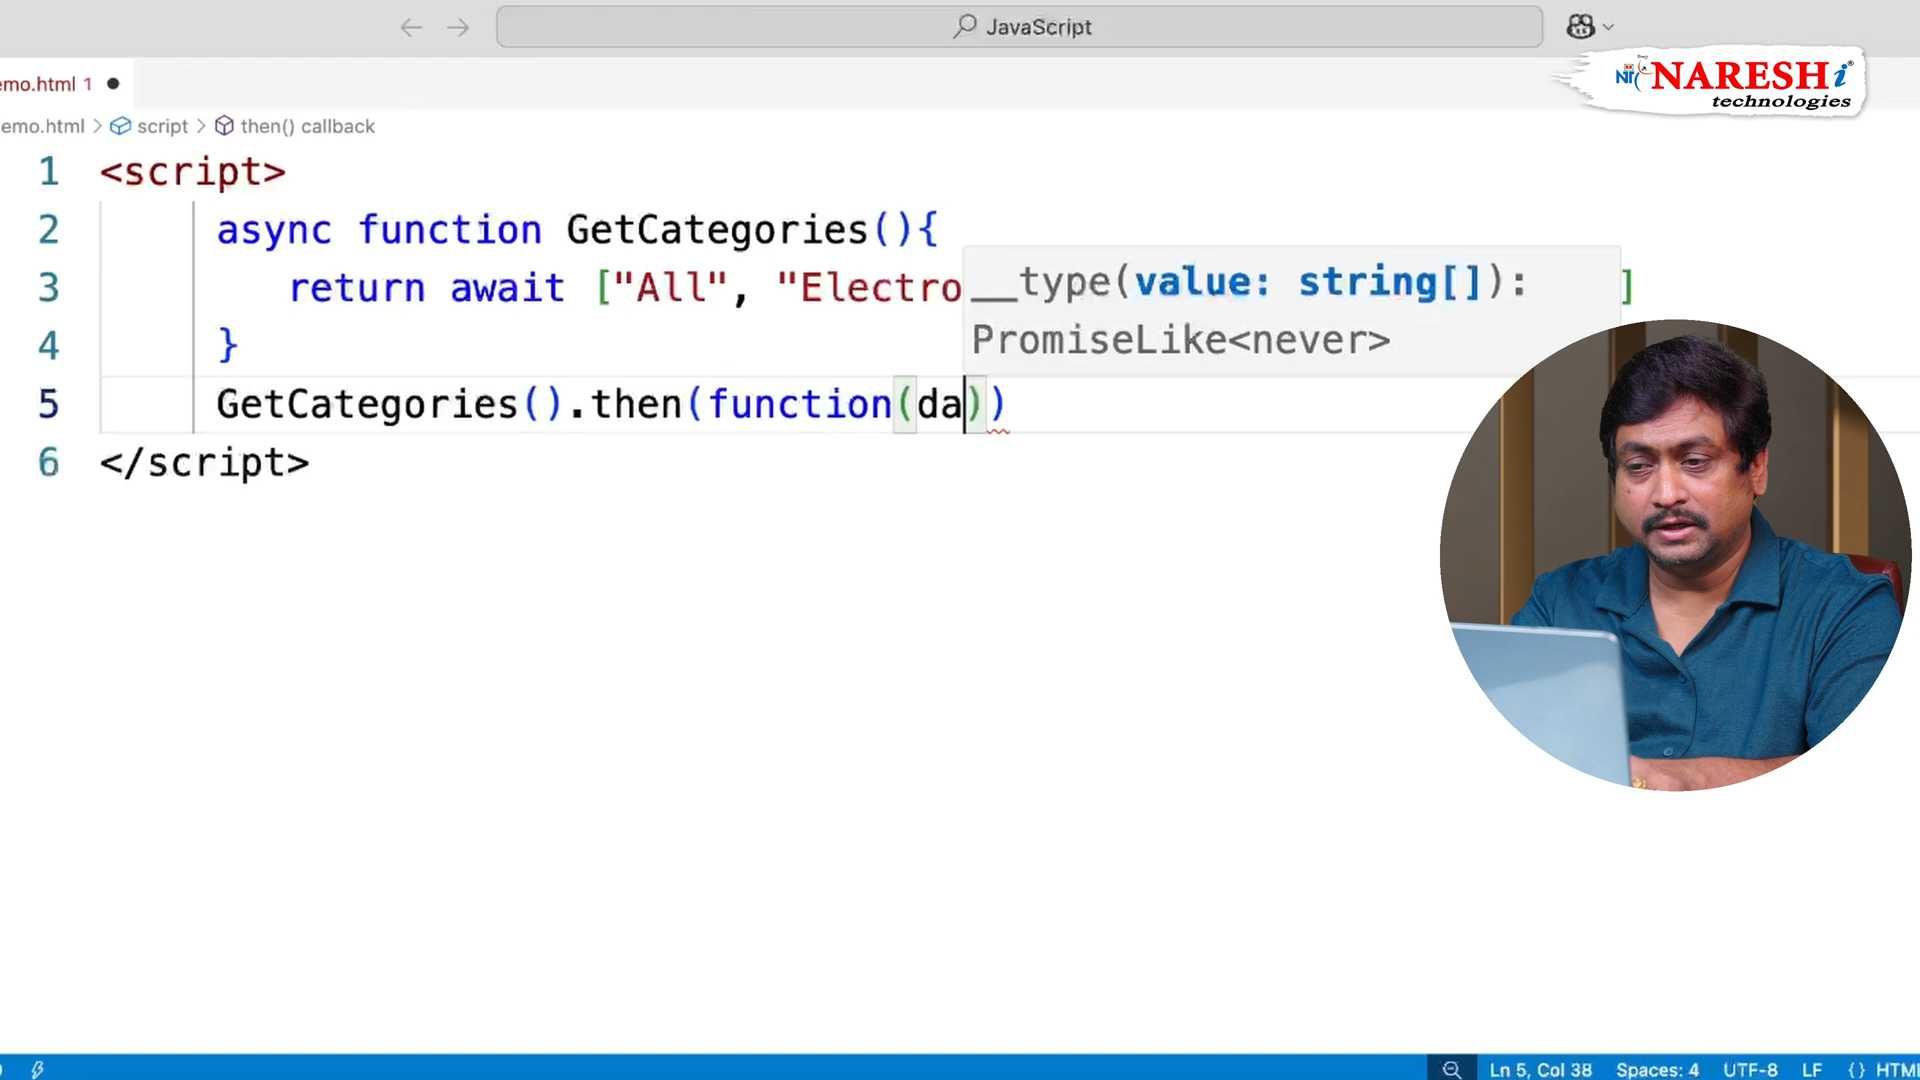 JavaScript
NARESHi
technologies
emo.html 1
emo.html > script > then() callback
1 <script>
2 async function GetCategories(){
3 return await ["All", "Electro ]
__type(value: string[]):
PromiseLike<never>
4 }
5 GetCategories().then(function(da))
6 </script>
Ln 5, Col 38 Spaces: 4 UTF-8 LF {} HTML